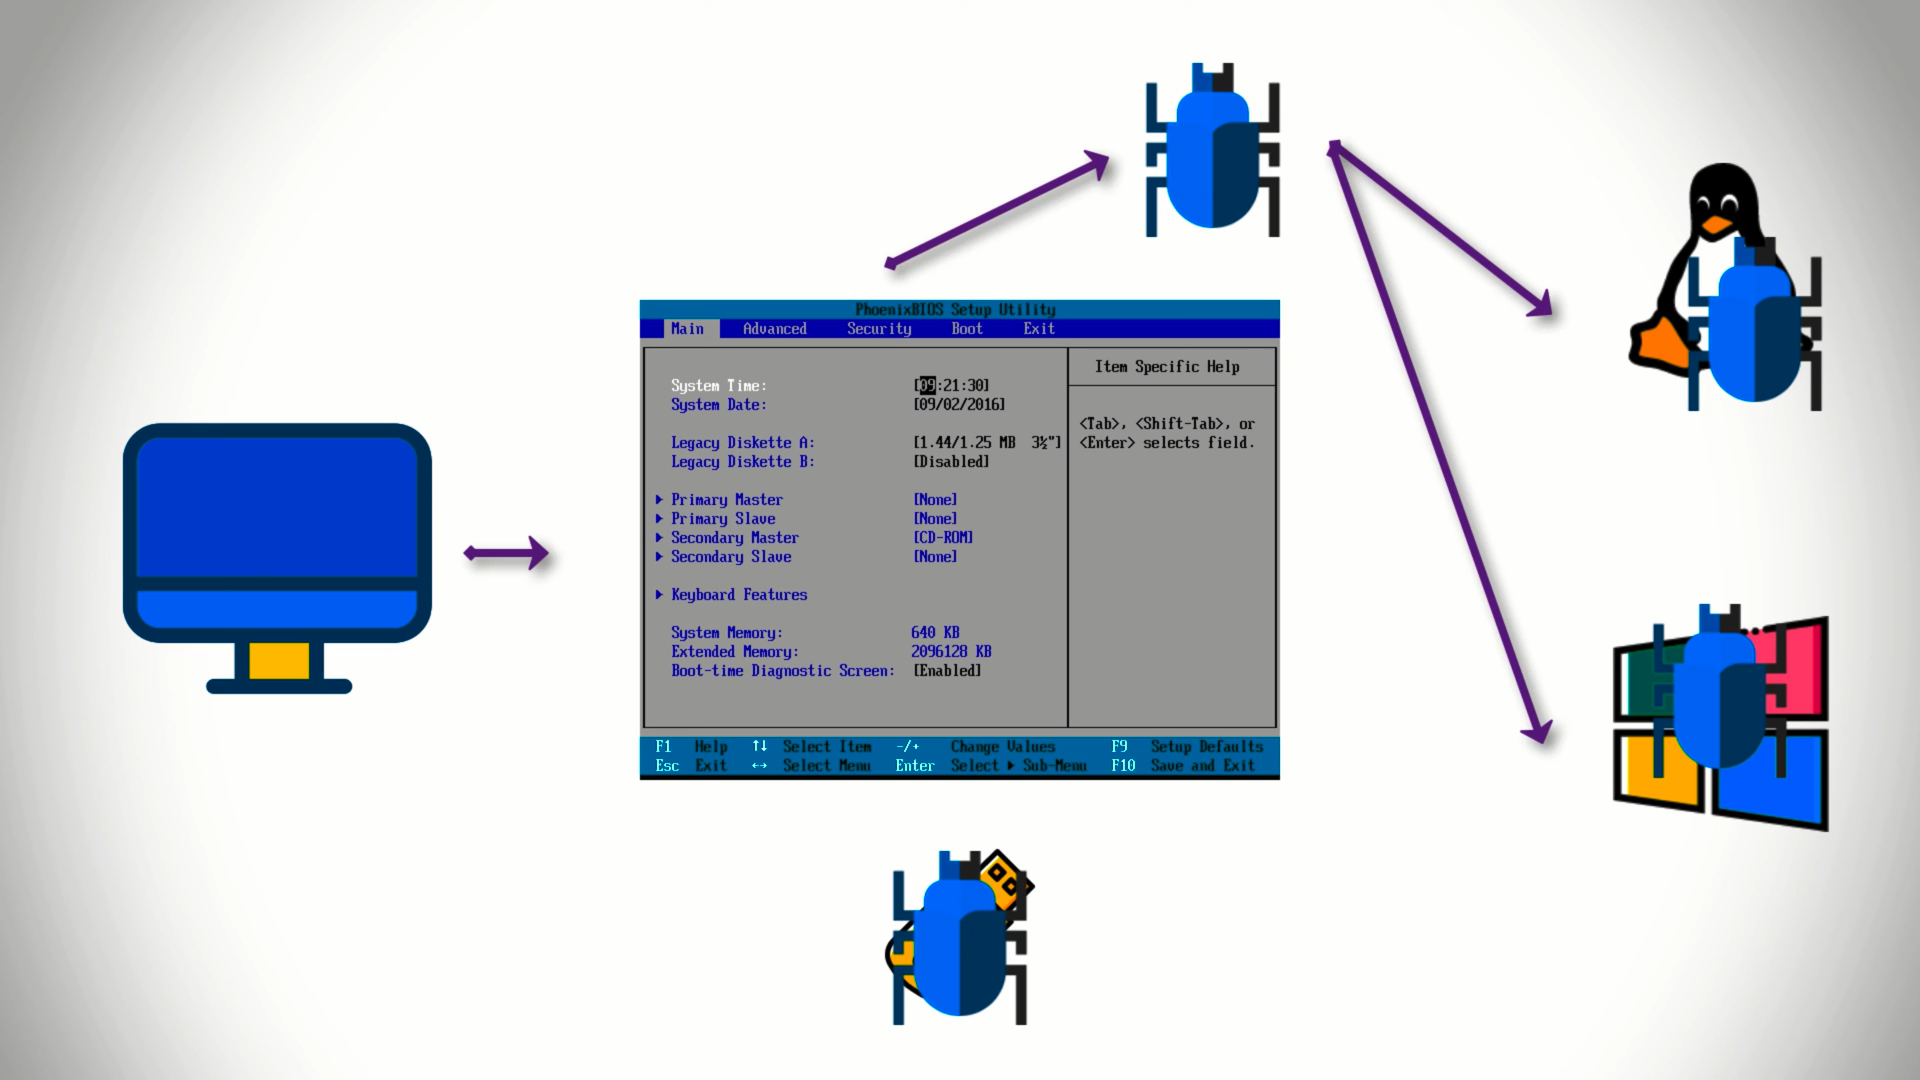 PhoenixBIOS Setup Utility
Main Advanced Security Boot Exit
Item Specific Help
System Time: [09:21:30]
System Date: [09/02/2016]
<Tab>, <Shift-Tab>, or
<Enter> selects field.
Legacy Diskette A: [1.44/1.25 MB 3½"]
Legacy Diskette B: [Disabled]
Primary Master [None]
Primary Slave [None]
Secondary Master [CD-ROM]
Secondary Slave [None]
Keyboard Features
System Memory: 640 KB
Extended Memory: 2096128 KB
Boot-time Diagnostic Screen: [Enabled]
F1 Help ↑↓ Select Item -/+ Change Values F9 Setup Defaults
Esc Exit ↔ Select Menu Enter Select ▶ Sub-Menu F10 Save and Exit